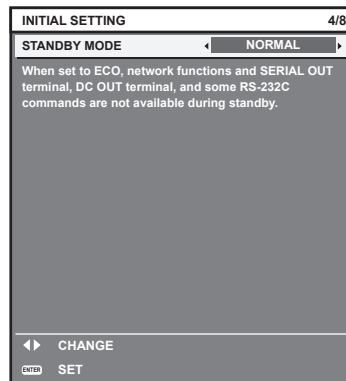 INITIAL SETTING 4/8
STANDBY MODE NORMAL
When set to ECO, network functions and SERIAL OUT
terminal, DC OUT terminal, and some RS-232C
commands are not available during standby.
CHANGE
ENTER SET